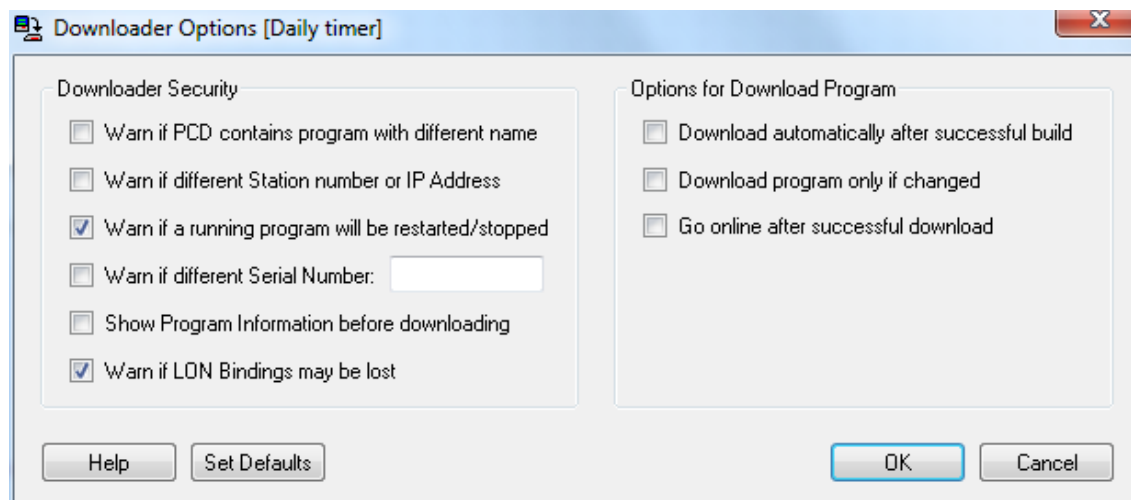 Downloader Options [Daily timer]
X
Downloader Security
Warn if PCD contains program with different name
Warn if different Station number or IP Address
Warn if a running program will be restarted/stopped
Warn if different Serial Number:
Show Program Information before downloading
Warn if LON Bindings may be lost
Options for Download Program
Download automatically after successful build
Download program only if changed
Go online after successful download
Help
Set Defaults
OK
Cancel